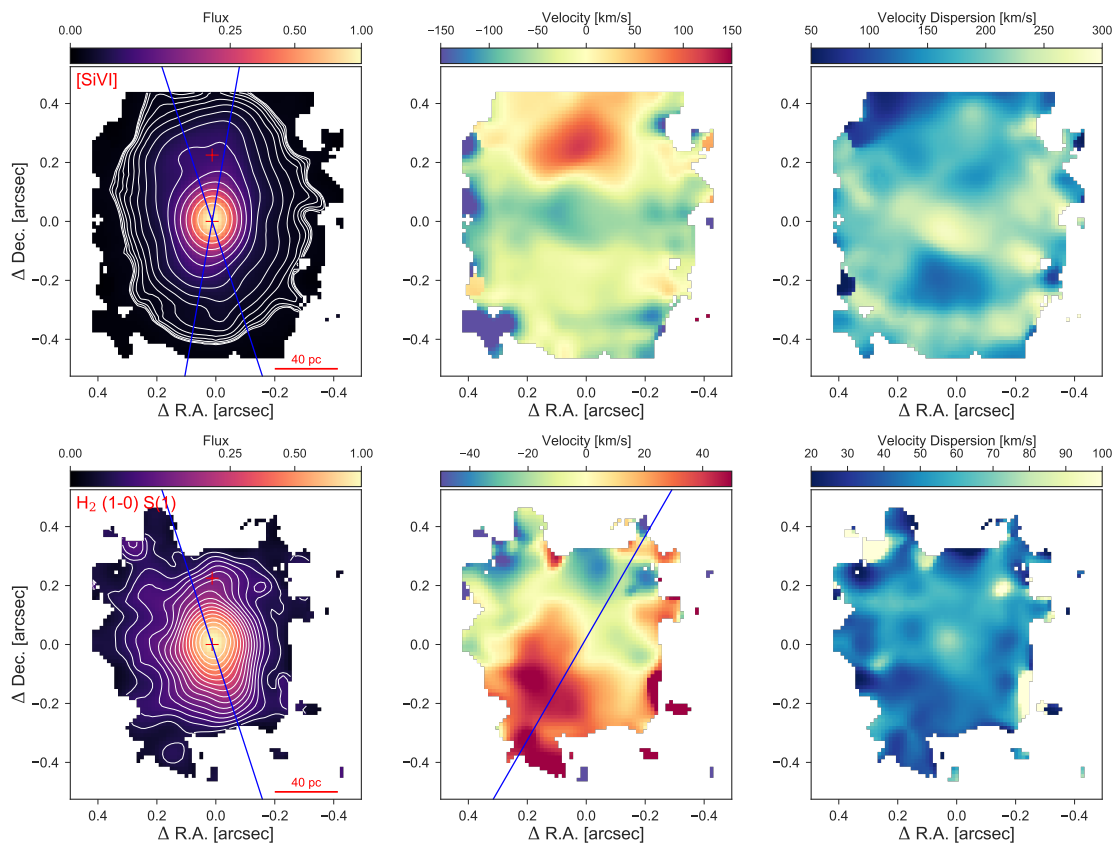 Flux
0.00 0.25 0.50 1.00
[SiVI]
0.4
0.2
0.0
−0.2
−0.4
Δ Dec. [arcsec]
40 pc
0.4 0.2 0.0 −0.2 −0.4
Δ R.A. [arcsec]
Velocity [km/s]
−150 −100 −50 0 50 100 150
0.4
0.2
0.0
−0.2
−0.4
0.4 0.2 0.0 −0.2 −0.4
Δ R.A. [arcsec]
Velocity Dispersion [km/s]
50 100 150 200 250 300
0.4
0.2
0.0
−0.2
−0.4
0.4 0.2 0.0 −0.2 −0.4
Δ R.A. [arcsec]
Flux
0.00 0.25 0.50 1.00
H₂ (1-0) S(1)
0.4
0.2
0.0
−0.2
−0.4
Δ Dec. [arcsec]
40 pc
0.4 0.2 0.0 −0.2 −0.4
Δ R.A. [arcsec]
Velocity [km/s]
−40 −20 0 20 40
0.4
0.2
0.0
−0.2
−0.4
0.4 0.2 0.0 −0.2 −0.4
Δ R.A. [arcsec]
Velocity Dispersion [km/s]
20 30 40 50 60 70 80 90 100
0.4
0.2
0.0
−0.2
−0.4
0.4 0.2 0.0 −0.2 −0.4
Δ R.A. [arcsec]